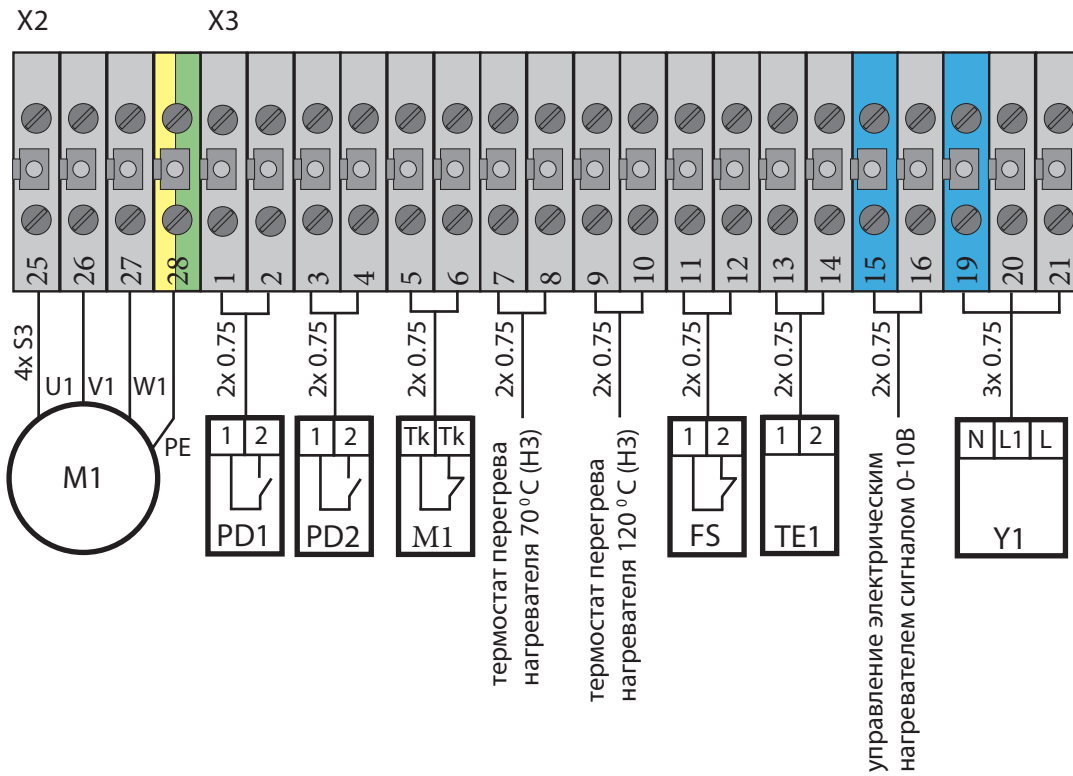 X2 X3
25 26 27 28 1 2 3 4 5 6 7 8 9 10 11 12 13 14 15 16 19 20 21
4x S3 2x 0.75 2x 0.75 2x 0.75 2x 0.75 2x 0.75 2x 0.75 2x 0.75 2x 0.75 3x 0.75
U1 V1 W1
PE
1 2 1 2 Tk Tk 1 2 1 2 N L1 L
M1 PD1 PD2 M1 FS TE1 Y1
термостат перегрева
нагревателя 70 ⁰ C (НЗ)
термостат перегрева
нагревателя 120 ⁰ C (НЗ)
управление электрическим
нагревателем сигналом 0-10В